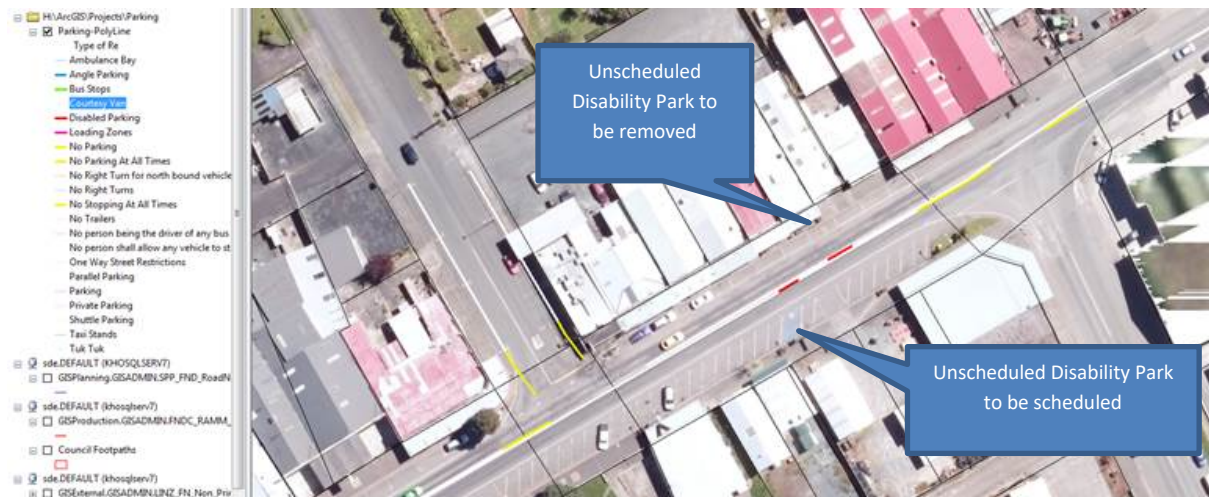 H:\ArcGIS\Projects\Parking
Parking-PolyLine
Type of Re
Ambulance Bay
Angle Parking
Bus Stops
Courtesy Van
Disabled Parking
Loading Zones
No Parking
No Parking At All Times
No Right Turn for north bound vehicle
No Right Turns
No Stopping At All Times
No Trailers
No person being the driver of any bus
No person shall allow any vehicle to st
One Way Street Restrictions
Parallel Parking
Parking
Private Parking
Shuttle Parking
Taxi Stands
Tuk Tuk
sde.DEFAULT (KHOSQLSERV7)
GISPlanning.GISADMIN.SPP_FND_RoadN
sde.DEFAULT (khosqlserv7)
GISProduction.GISADMIN.FNDC_RAMM_
Council Footpaths
sde.DEFAULT (khosqlserv7)
GISExternal.GISADMIN.LINZ_FN_Non_Prir
Unscheduled
Disability Park to
be removed
Unscheduled Disability Park
to be scheduled